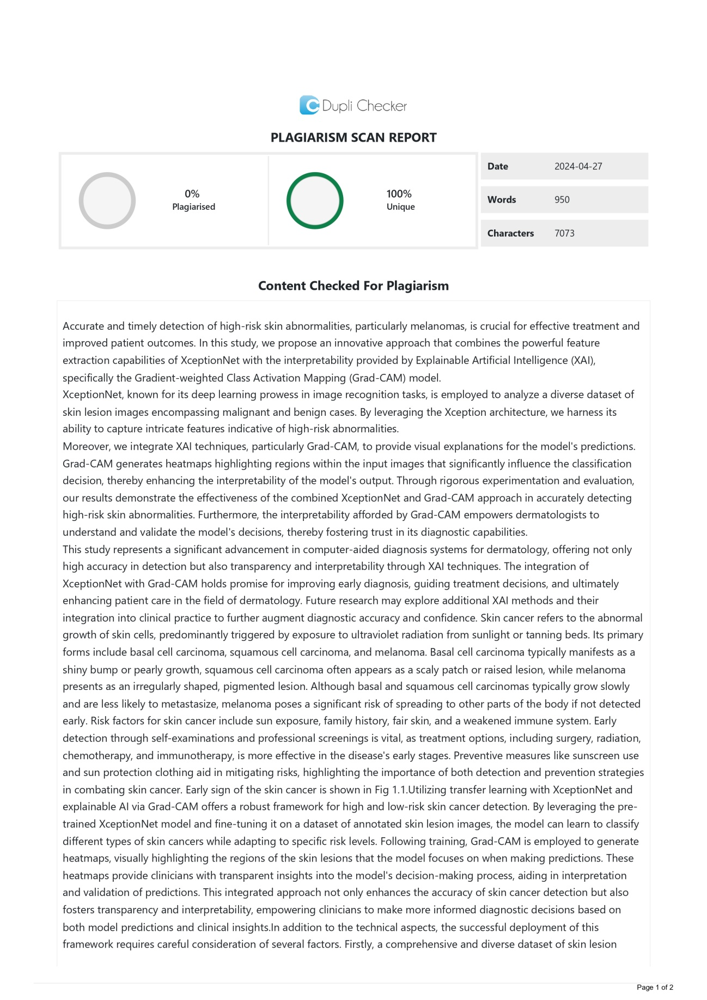 Dupli Checker
PLAGIARISM SCAN REPORT
0%
Plagiarised
100%
Unique
Date 2024-04-27
Words 950
Characters 7073
Content Checked For Plagiarism
Accurate and timely detection of high-risk skin abnormalities, particularly melanomas, is crucial for effective treatment and
improved patient outcomes. In this study, we propose an innovative approach that combines the powerful feature
extraction capabilities of XceptionNet with the interpretability provided by Explainable Artificial Intelligence (XAI),
specifically the Gradient-weighted Class Activation Mapping (Grad-CAM) model.
XceptionNet, known for its deep learning prowess in image recognition tasks, is employed to analyze a diverse dataset of
skin lesion images encompassing malignant and benign cases. By leveraging the Xception architecture, we harness its
ability to capture intricate features indicative of high-risk abnormalities.
Moreover, we integrate XAI techniques, particularly Grad-CAM, to provide visual explanations for the model's predictions.
Grad-CAM generates heatmaps highlighting regions within the input images that significantly influence the classification
decision, thereby enhancing the interpretability of the model's output. Through rigorous experimentation and evaluation,
our results demonstrate the effectiveness of the combined XceptionNet and Grad-CAM approach in accurately detecting
high-risk skin abnormalities. Furthermore, the interpretability afforded by Grad-CAM empowers dermatologists to
understand and validate the model's decisions, thereby fostering trust in its diagnostic capabilities.
This study represents a significant advancement in computer-aided diagnosis systems for dermatology, offering not only
high accuracy in detection but also transparency and interpretability through XAI techniques. The integration of
XceptionNet with Grad-CAM holds promise for improving early diagnosis, guiding treatment decisions, and ultimately
enhancing patient care in the field of dermatology. Future research may explore additional XAI methods and their
integration into clinical practice to further augment diagnostic accuracy and confidence. Skin cancer refers to the abnormal
growth of skin cells, predominantly triggered by exposure to ultraviolet radiation from sunlight or tanning beds. Its primary
forms include basal cell carcinoma, squamous cell carcinoma, and melanoma. Basal cell carcinoma typically manifests as a
shiny bump or pearly growth, squamous cell carcinoma often appears as a scaly patch or raised lesion, while melanoma
presents as an irregularly shaped, pigmented lesion. Although basal and squamous cell carcinomas typically grow slowly
and are less likely to metastasize, melanoma poses a significant risk of spreading to other parts of the body if not detected
early. Risk factors for skin cancer include sun exposure, family history, fair skin, and a weakened immune system. Early
detection through self-examinations and professional screenings is vital, as treatment options, including surgery, radiation,
chemotherapy, and immunotherapy, is more effective in the disease's early stages. Preventive measures like sunscreen use
and sun protection clothing aid in mitigating risks, highlighting the importance of both detection and prevention strategies
in combating skin cancer. Early sign of the skin cancer is shown in Fig 1.1.Utilizing transfer learning with XceptionNet and
explainable AI via Grad-CAM offers a robust framework for high and low-risk skin cancer detection. By leveraging the pre-
trained XceptionNet model and fine-tuning it on a dataset of annotated skin lesion images, the model can learn to classify
different types of skin cancers while adapting to specific risk levels. Following training, Grad-CAM is employed to generate
heatmaps, visually highlighting the regions of the skin lesions that the model focuses on when making predictions. These
heatmaps provide clinicians with transparent insights into the model's decision-making process, aiding in interpretation
and validation of predictions. This integrated approach not only enhances the accuracy of skin cancer detection but also
fosters transparency and interpretability, empowering clinicians to make more informed diagnostic decisions based on
both model predictions and clinical insights.In addition to the technical aspects, the successful deployment of this
framework requires careful consideration of several factors. Firstly, a comprehensive and diverse dataset of skin lesion
Page 1 of 2